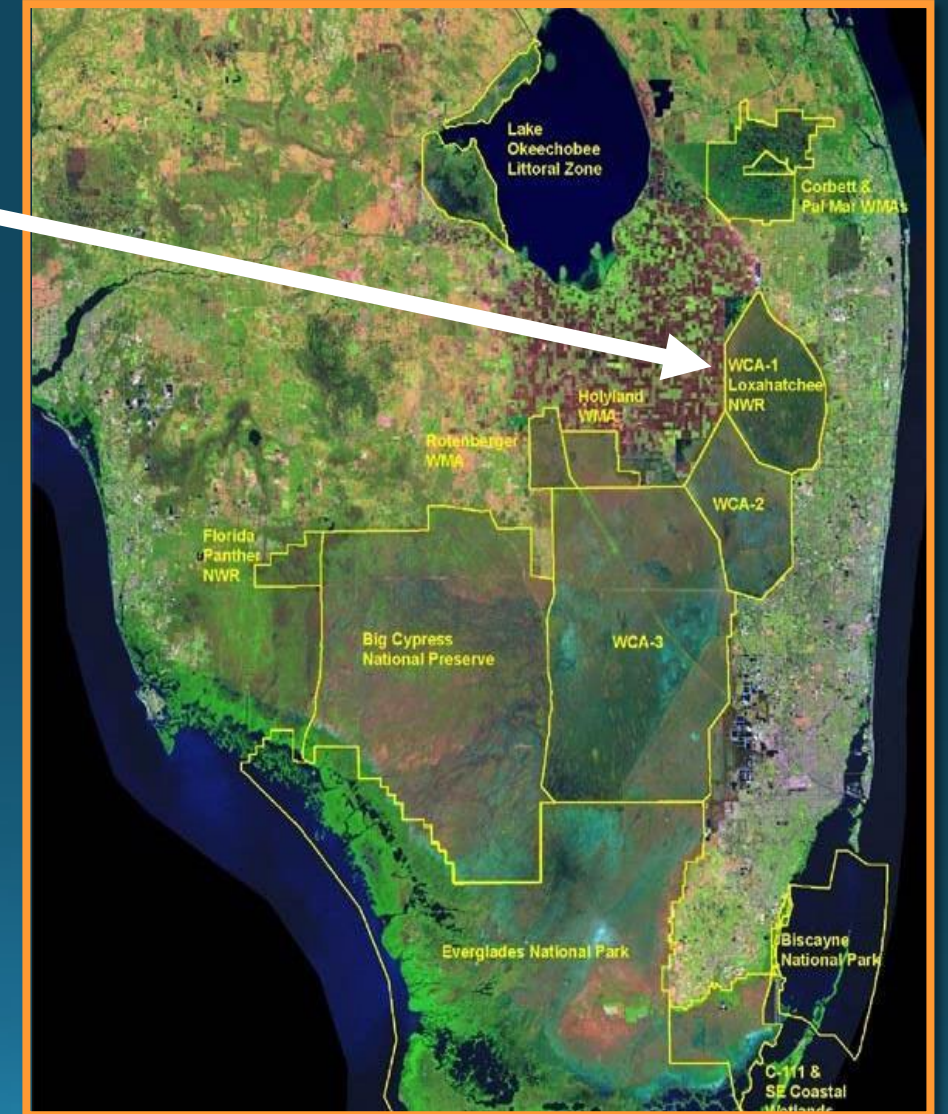 Lake
Okeechobee
Littoral Zone
Corbett &
Pal Mar WMAs
WCA-1
Loxahatchee
NWR
Holyland
WMA
Rotenberger
WMA
WCA-2
Florida
Panther
NWR
Big Cypress
National Preserve
WCA-3
Everglades National Park
Biscayne
National Park
C-111 &
SE Coastal
Wetlands